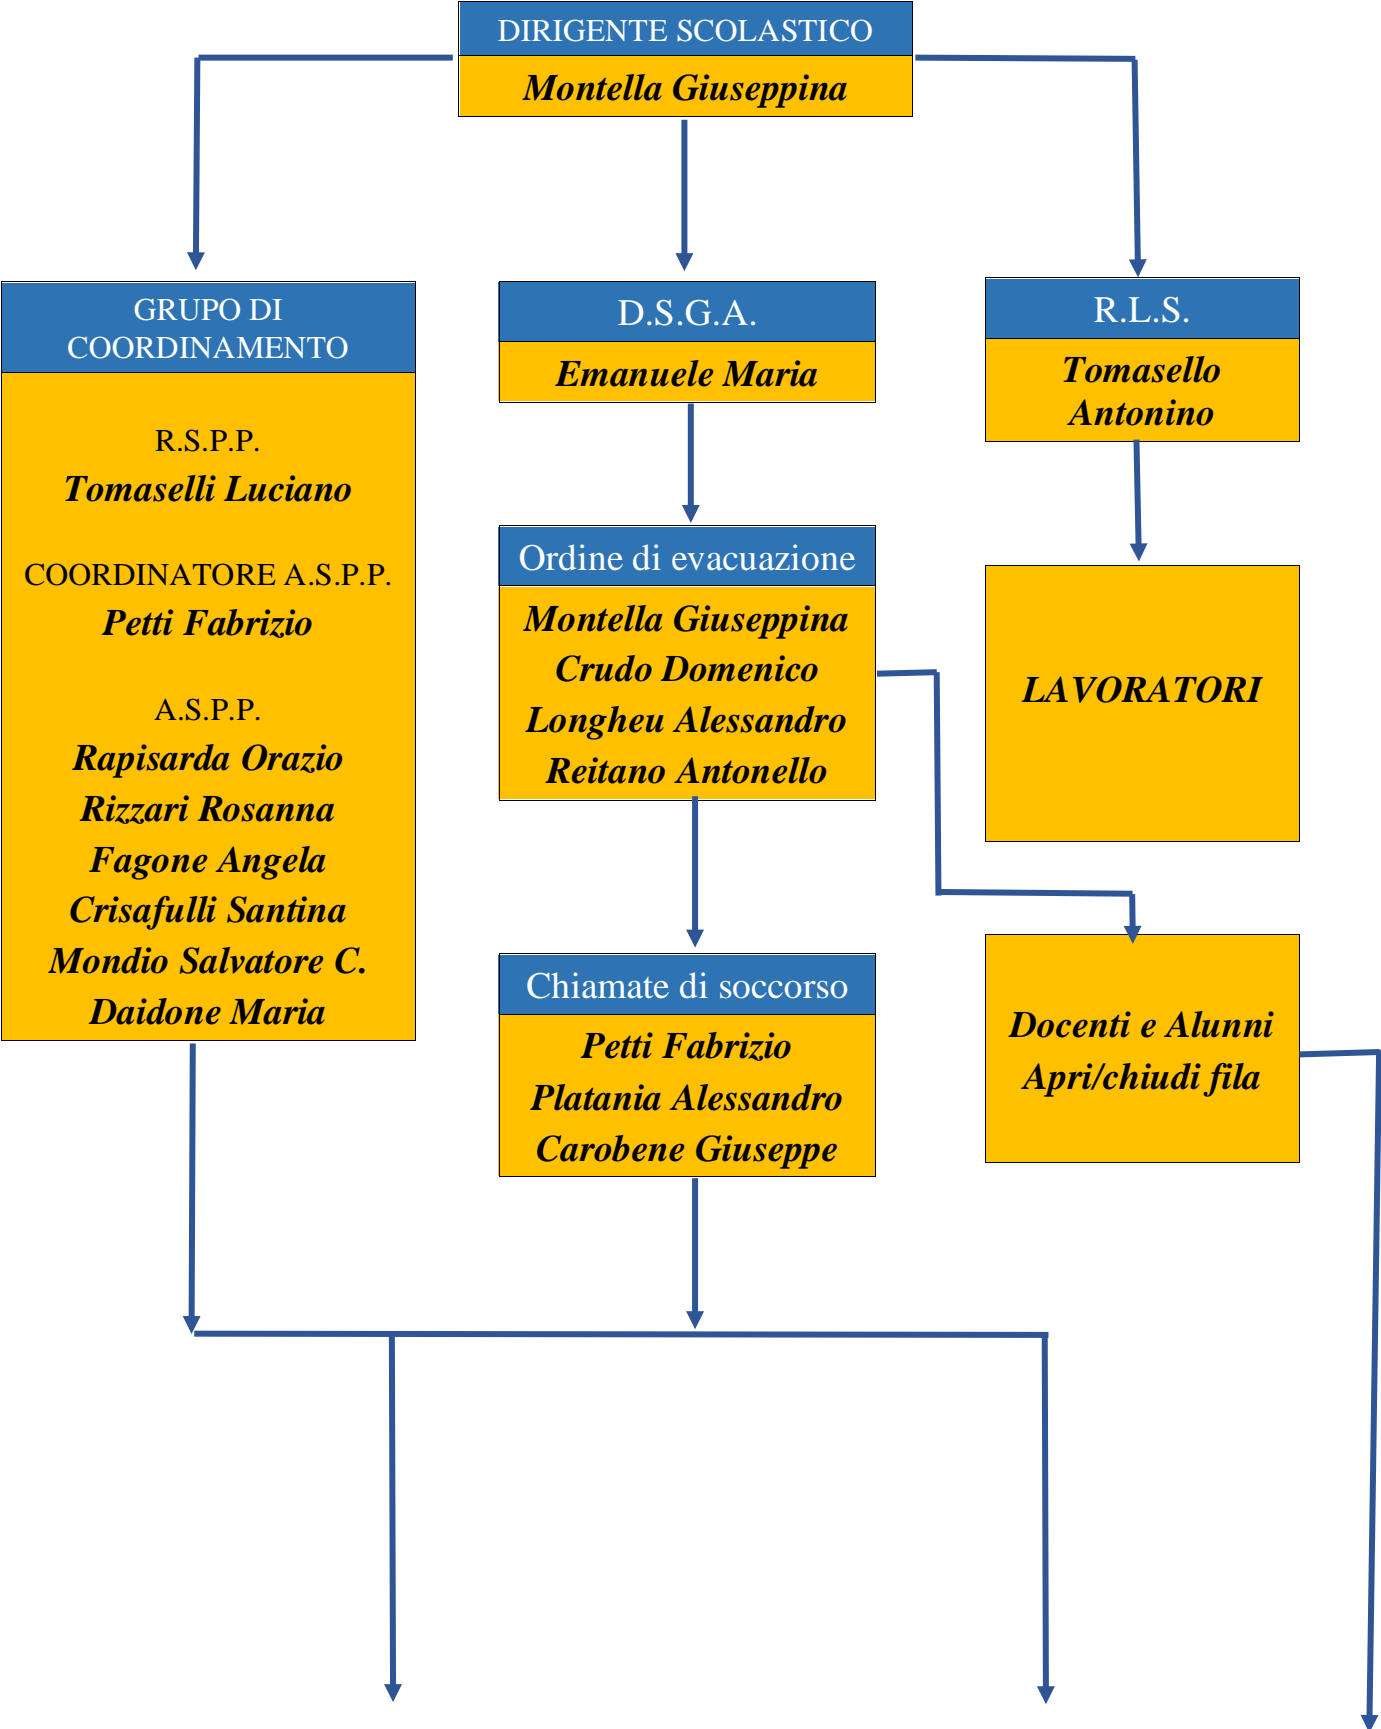 DIRIGENTE SCOLASTICO
Montella Giuseppina
GRUPO DI
COORDINAMENTO
R.S.P.P.
Tomaselli Luciano
COORDINATORE A.S.P.P.
Petti Fabrizio
A.S.P.P.
Rapisarda Orazio
Rizzari Rosanna
Fagone Angela
Crisafulli Santina
Mondio Salvatore C.
Daidone Maria
D.S.G.A.
Emanuele Maria
Ordine di evacuazione
Montella Giuseppina
Crudo Domenico
Longheu Alessandro
Reitano Antonello
Chiamate di soccorso
Petti Fabrizio
Platania Alessandro
Carobene Giuseppe
R.L.S.
Tomasello
Antonino
LAVORATORI
Docenti e Alunni
Apri/chiudi fila